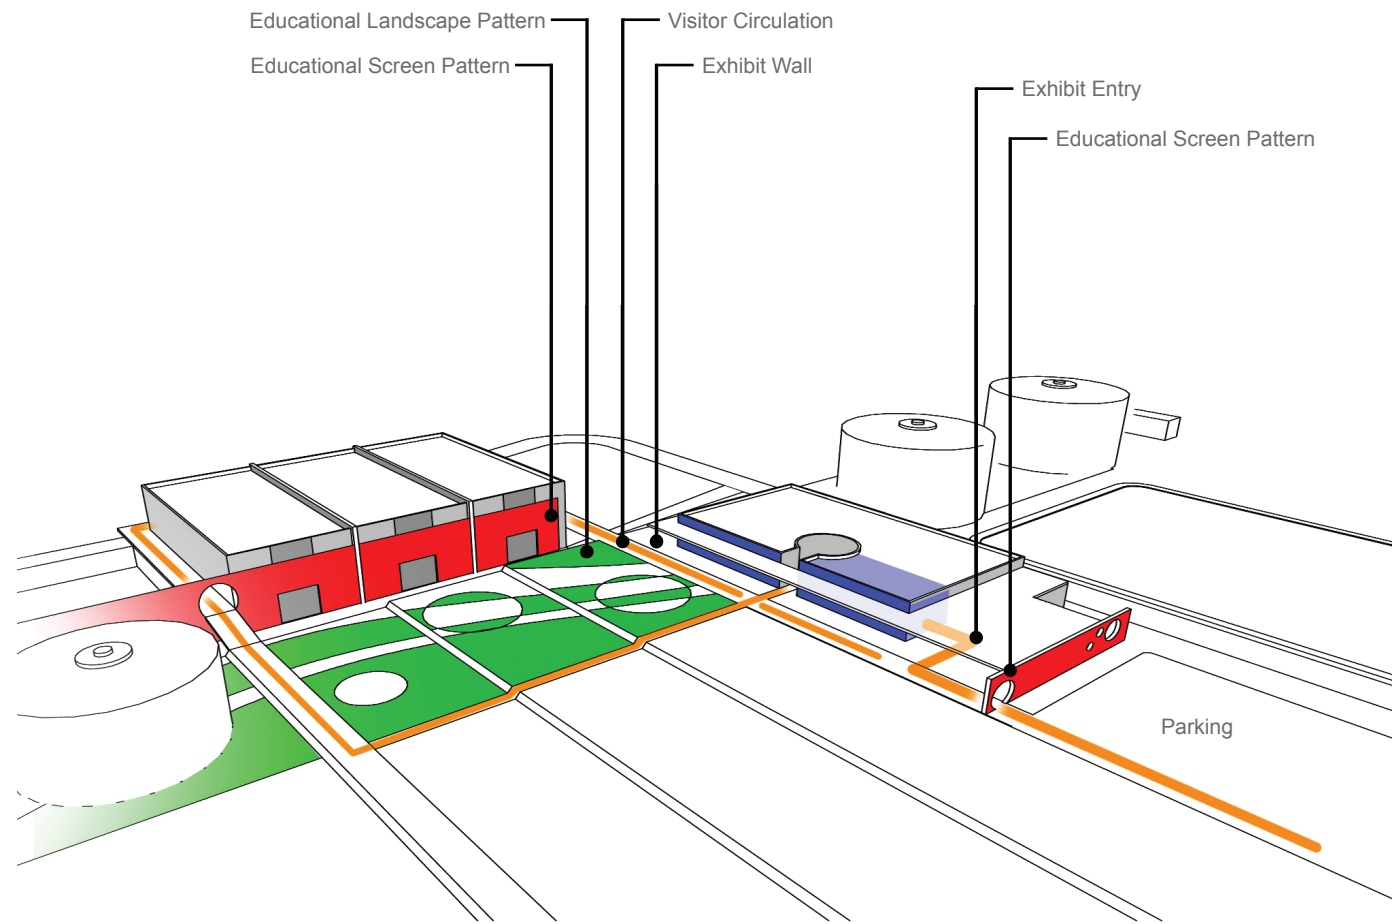 Educational Landscape Pattern
Visitor Circulation
Educational Screen Pattern
Exhibit Wall
Exhibit Entry
Educational Screen Pattern
Parking